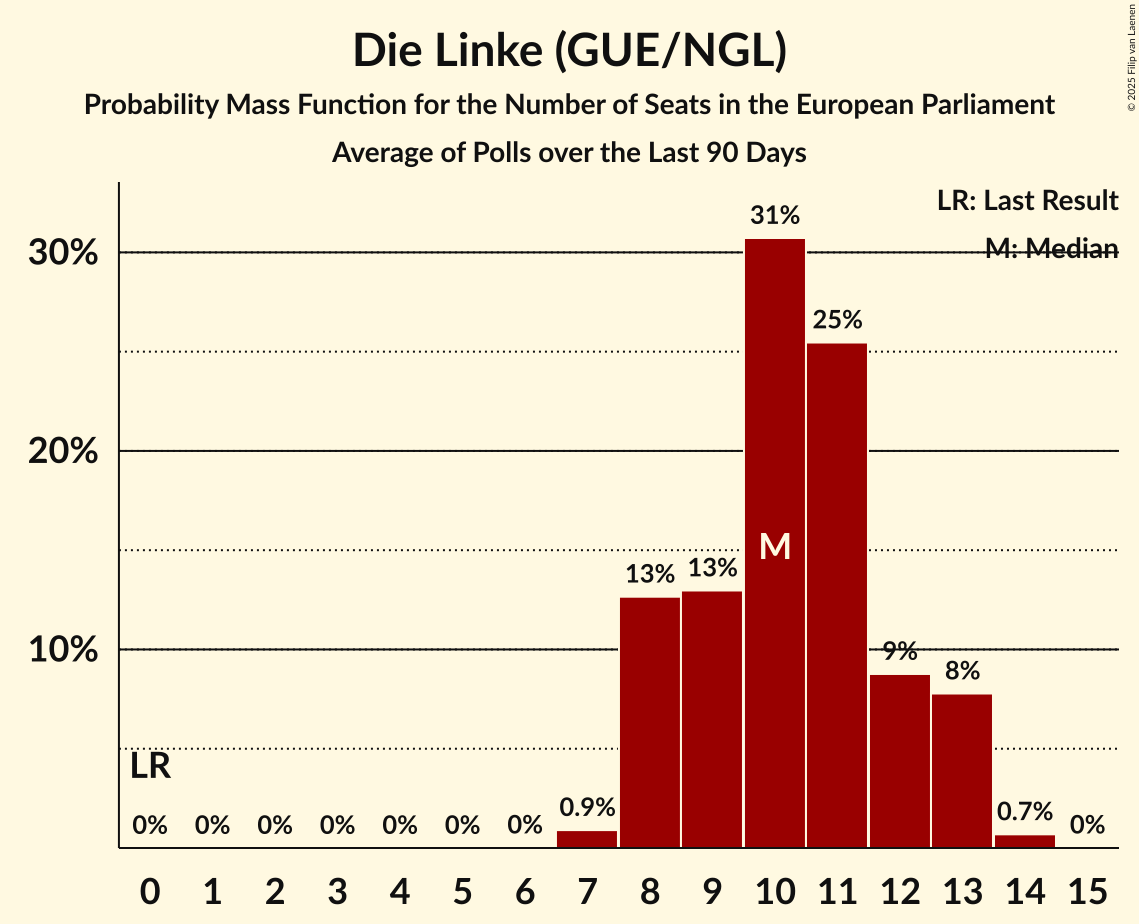 Die Linke (GUE/NGL)
Probability Mass Function for the Number of Seats in the European Parliament
Average of Polls over the Last 90 Days
© 2025 Filip van Laenen
LR: Last Result
M: Median
30%
20%
10%
31%
25%
13%
13%
9%
8%
0.9%
0.7%
M
LR
0% 0% 0% 0% 0% 0% 0% 0%
0 1 2 3 4 5 6 7 8 9 10 11 12 13 14 15